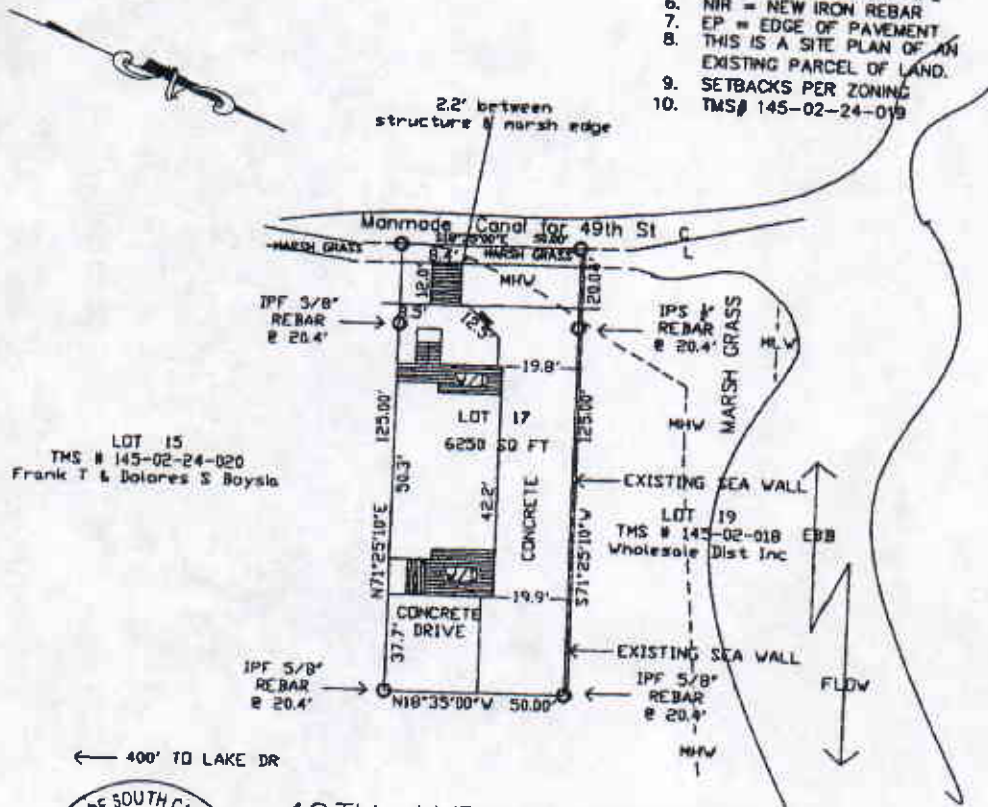 6. NIR = NEW IRON REBAR
7. EP = EDGE OF PAVEMENT
8. THIS IS A SITE PLAN OF AN
EXISTING PARCEL OF LAND.
9. SETBACKS PER ZONING
10. TMS# 145-02-24-019
2.2' between
structure & marsh edge
Manmade Canal for 49th St
MARSH GRASS
50.00'
8.4'
MARSH GRASS
C
L
12.0'
MHW
20.04'
IPF 5/8"
REBAR
@ 20.4'
12.5'
IPS
REBAR
@ 20.4'
MARSH GRASS
MLW
19.8'
W/D
LOT 17
6250 SQ FT
125.00'
125.00'
MHW
LOT 15
TMS # 145-02-24-020
Frank T & Dolores S Baysla
50.3'
42.2'
CONCRETE
EXISTING SEA WALL
LOT 19
TMS # 145-02-018
Wholesale Dist Inc
EBB
N71°25'10"E
S71°25'10"W
W/D
19.9'
CONCRETE
DRIVE
37.7'
EXISTING SEA WALL
IPF 5/8"
REBAR
@ 20.4'
N18°35'00"W 50.00'
IPF 5/8"
REBAR
@ 20.4'
FLOW
MHW
400' TO LAKE DR
SOUTH